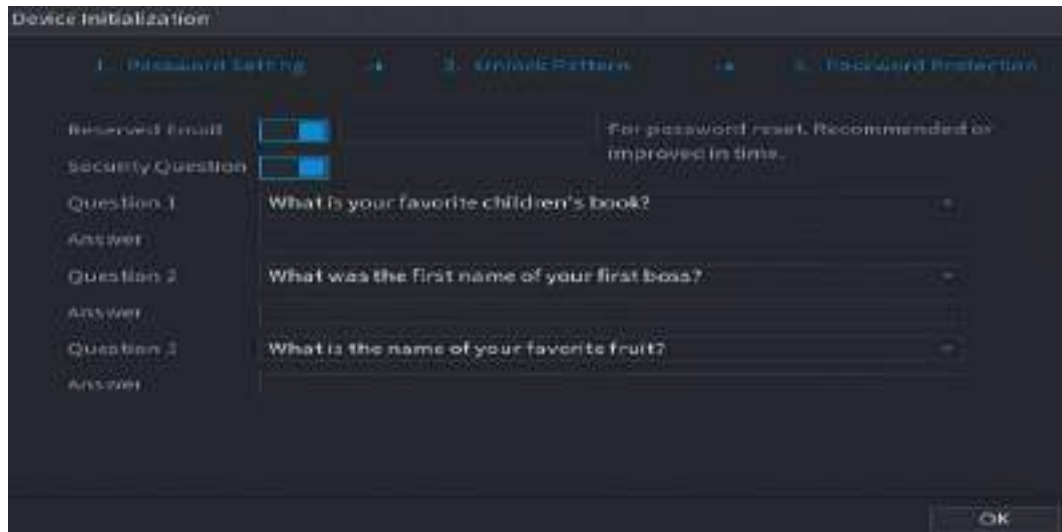 Device Initialization
1. Password Setting 2. Unlock Pattern 3. Password Protection
Reserved Email For password reset. Recommended or
improved in time.
Security Question
Question 1 What is your favorite children's book?
Answer
Question 2 What was the first name of your first boss?
Answer
Question 3 What is the name of your favorite fruit?
Answer
OK